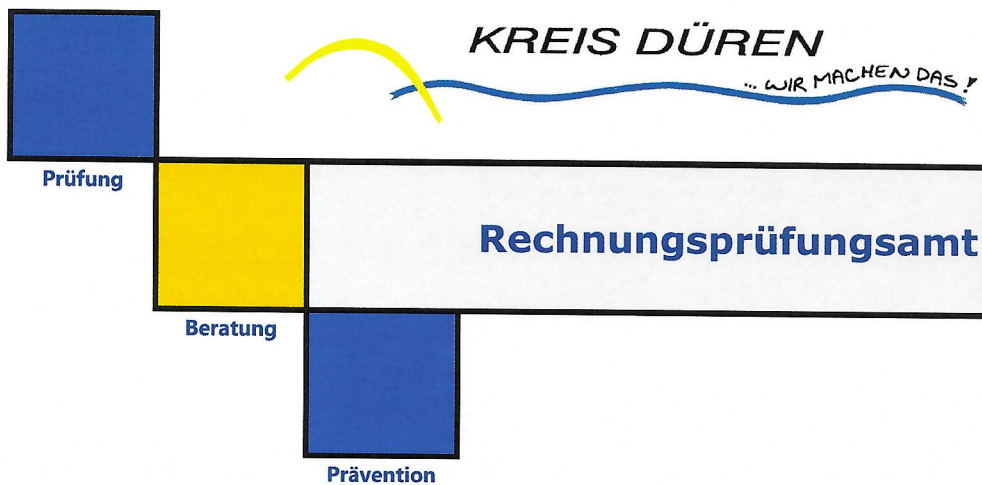 KREIS DÜREN
... WIR MACHEN DAS!
Prüfung
Rechnungsprüfungsamt
Beratung
Prävention